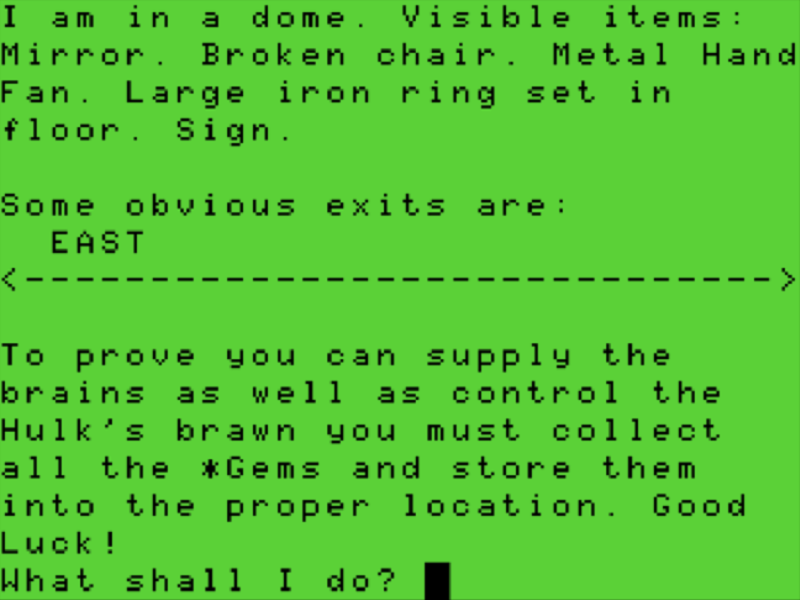 I am in a dome. Visible items:
Mirror. Broken chair. Metal Hand
Fan. Large iron ring set in
floor. Sign.
Some obvious exits are:
EAST
<------------------------------>
To prove you can supply the
brains as well as control the
Hulk's brawn you must collect
all the *Gems and store them
into the proper location. Good
Luck!
What shall I do?